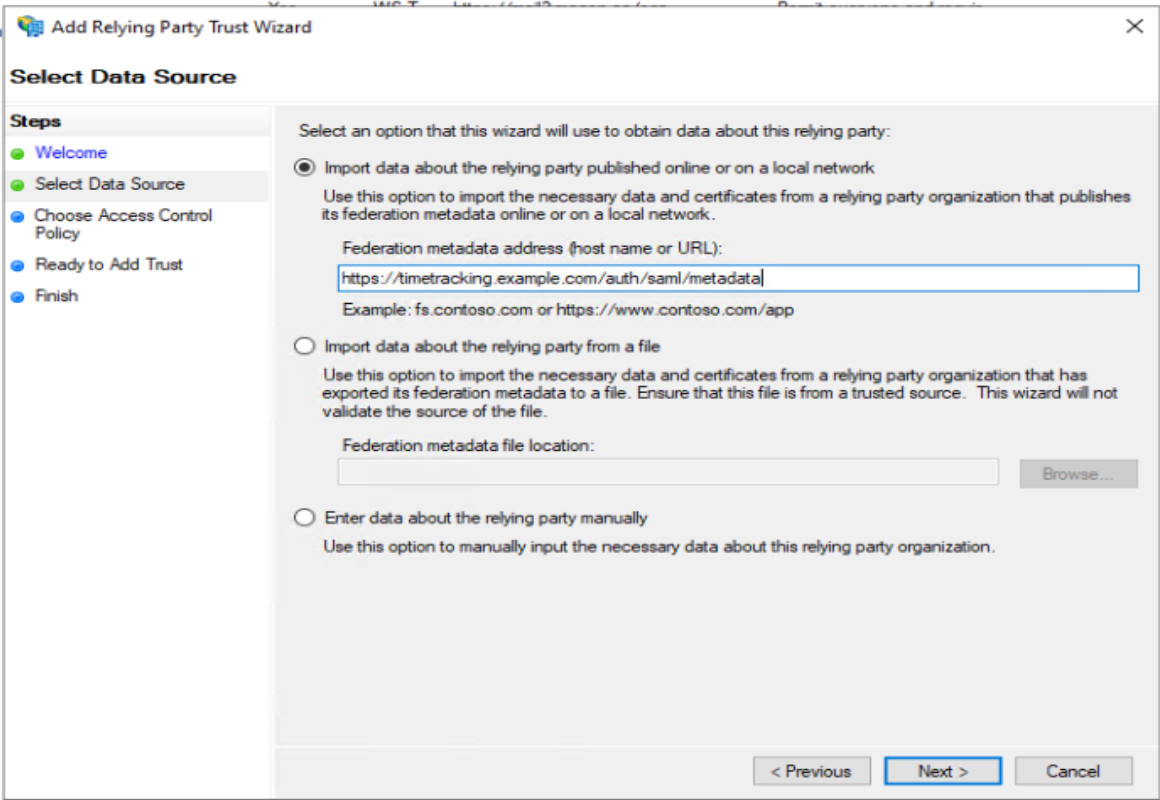 Add Relying Party Trust Wizard
Select Data Source
Steps
Welcome
Select Data Source
Choose Access Control
Policy
Ready to Add Trust
Finish
Select an option that this wizard will use to obtain data about this relying party:
Import data about the relying party published online or on a local network
Use this option to import the necessary data and certificates from a relying party organization that publishes
its federation metadata online or on a local network.
Federation metadata address (host name or URL):
https://timetracking.example.com/auth/saml/metadata
Example: fs.contoso.com or https://www.contoso.com/app
Import data about the relying party from a file
Use this option to import the necessary data and certificates from a relying party organization that has
exported its federation metadata to a file. Ensure that this file is from a trusted source. This wizard will not
validate the source of the file.
Federation metadata file location:
Browse...
Enter data about the relying party manually
Use this option to manually input the necessary data about this relying party organization.
< Previous
Next >
Cancel